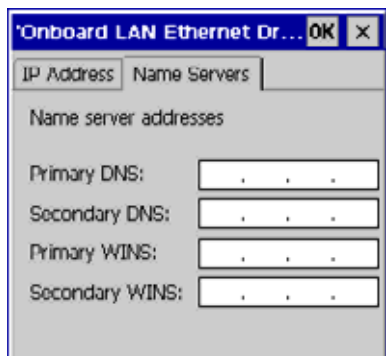 'Onboard LAN Ethernet Dr... OK ×
IP Address Name Servers
Name server addresses
Primary DNS: . . .
Secondary DNS: . . .
Primary WINS: . . .
Secondary WINS: . . .